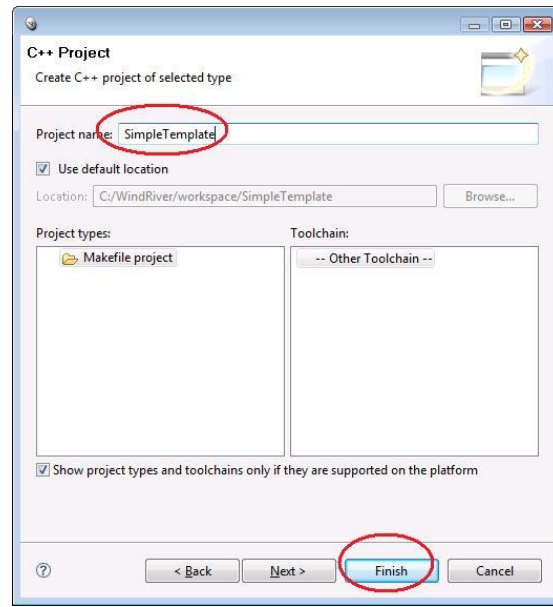 C++ Project
Create C++ project of selected type
Project name: SimpleTemplate
Use default location
Location: C:/WindRiver/workspace/SimpleTemplate Browse...
Project types: Toolchain:
Makefile project -- Other Toolchain --
Show project types and toolchains only if they are supported on the platform
? < Back Next > Finish Cancel